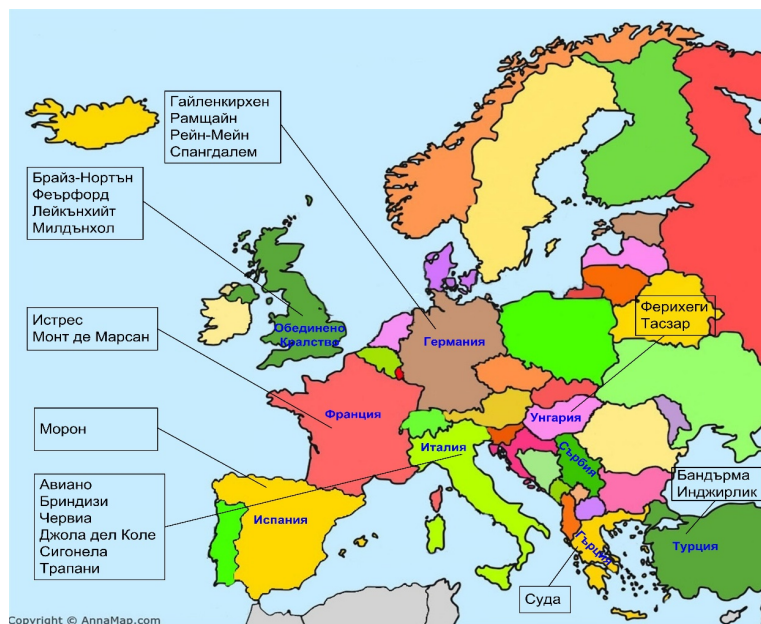 Гайленкирхен
Рамщайн
Рейн-Мейн
Спангдалем
Брайз-Нортън
Феърфорд
Лейкънхийт
Милдънхол
Истрес
Монт де Марсан
Морон
Авиано
Бриндизи
Червиа
Джола дел Коле
Сигонела
Трапани
Ферихеги
Тасзар
Бандърма
Инджирлик
Суда
Обединено
Кралство
Германия
Франция
Унгария
Италия
Сърбия
Испания
Гърция
Турция
Copyright © AnnaMap.com